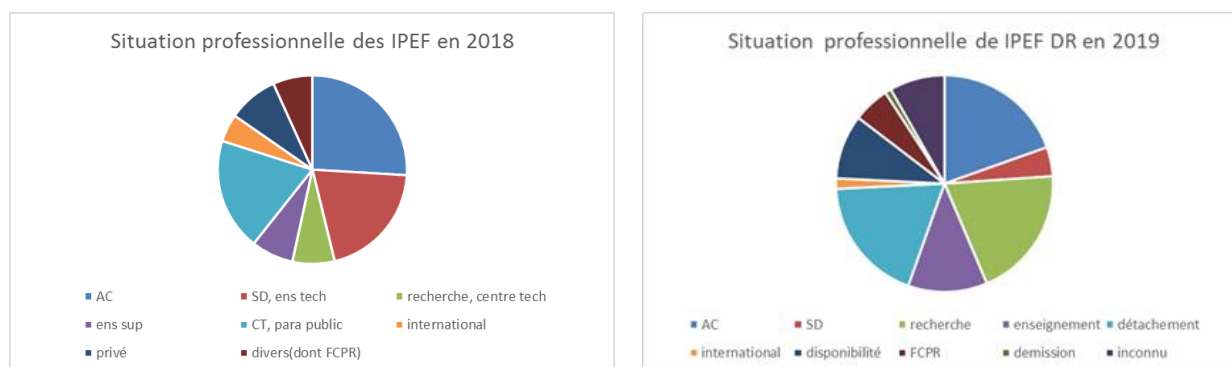 Situation professionnelle des IPEF en 2018
AC
SD, ens tech
recherche, centre tech
ens sup
CT, para public
international
privé
divers(dont FCPR)
Situation professionnelle de IPEF DR en 2019
AC
SD
recherche
enseignement
détachement
international
disponibilité
FCPR
demission
inconnu